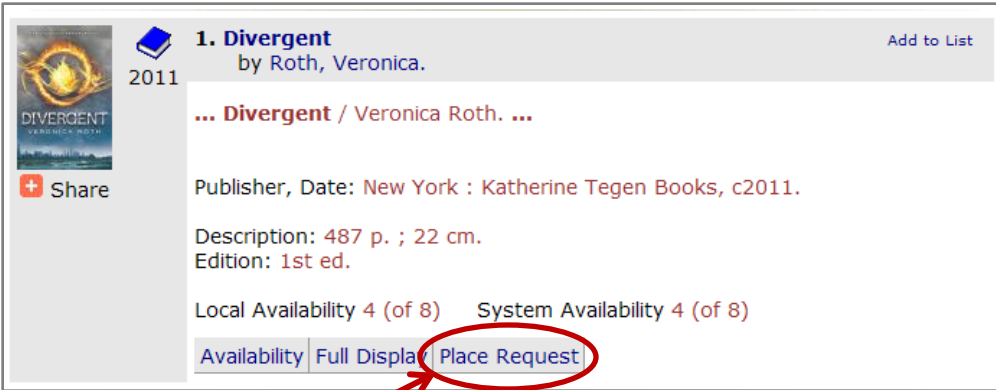 1. Divergent
by Roth, Veronica.
Add to List
2011
DIVERGENT
VERONICA ROTH
Share
... Divergent / Veronica Roth. ...
Publisher, Date: New York : Katherine Tegen Books, c2011.
Description: 487 p. ; 22 cm.
Edition: 1st ed.
Local Availability 4 (of 8) System Availability 4 (of 8)
Availability Full Display Place Request